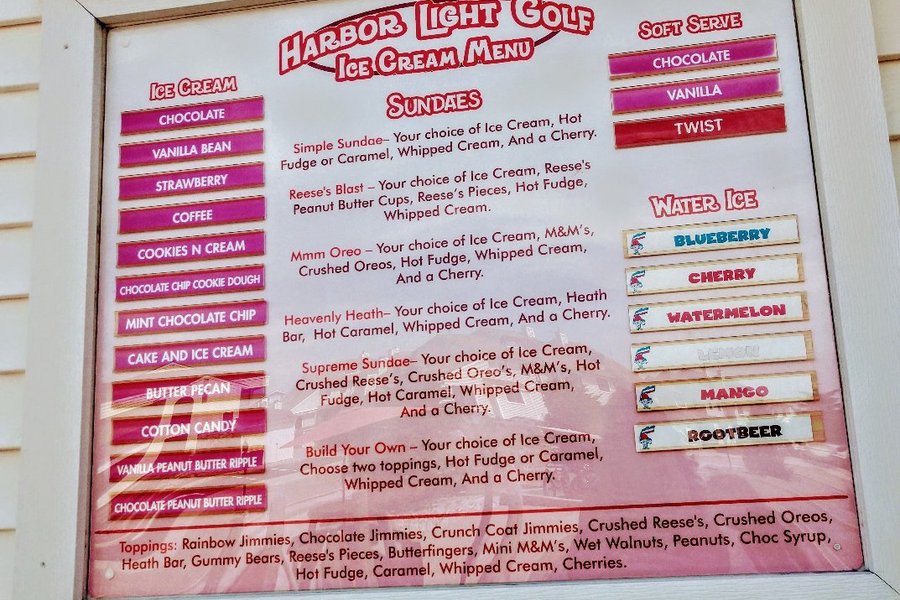 Harbor Light Golf
Ice Cream Menu
Ice Cream
CHOCOLATE
VANILLA BEAN
STRAWBERRY
COFFEE
COOKIES N CREAM
CHOCOLATE CHIP COOKIE DOUGH
MINT CHOCOLATE CHIP
CAKE AND ICE CREAM
BUTTER PECAN
COTTON CANDY
VANILLA PEANUT BUTTER RIPPLE
CHOCOLATE PEANUT BUTTER RIPPLE
Sundaes
Simple Sundae– Your choice of Ice Cream, Hot
Fudge or Caramel, Whipped Cream, And a Cherry.
Reese's Blast – Your choice of Ice Cream, Reese's
Peanut Butter Cups, Reese's Pieces, Hot Fudge,
Whipped Cream.
Mmm Oreo – Your choice of Ice Cream, M&M's,
Crushed Oreos, Hot Fudge, Whipped Cream,
And a Cherry.
Heavenly Heath– Your choice of Ice Cream, Heath
Bar, Hot Caramel, Whipped Cream, And a Cherry.
Supreme Sundae– Your choice of Ice Cream,
Crushed Reese's, Crushed Oreo's, M&M's, Hot
Fudge, Hot Caramel, Whipped Cream,
And a Cherry.
Build Your Own – Your choice of Ice Cream,
Choose two toppings, Hot Fudge or Caramel,
Whipped Cream, And a Cherry.
Soft Serve
CHOCOLATE
VANILLA
TWIST
Water Ice
BLUEBERRY
CHERRY
WATERMELON
LEMON
MANGO
ROOTBEER
Toppings: Rainbow Jimmies, Chocolate Jimmies, Crunch Coat Jimmies, Crushed Reese's, Crushed Oreos,
Heath Bar, Gummy Bears, Reese's Pieces, Butterfingers, Mini M&M's, Wet Walnuts, Peanuts, Choc Syrup,
Hot Fudge, Caramel, Whipped Cream, Cherries.